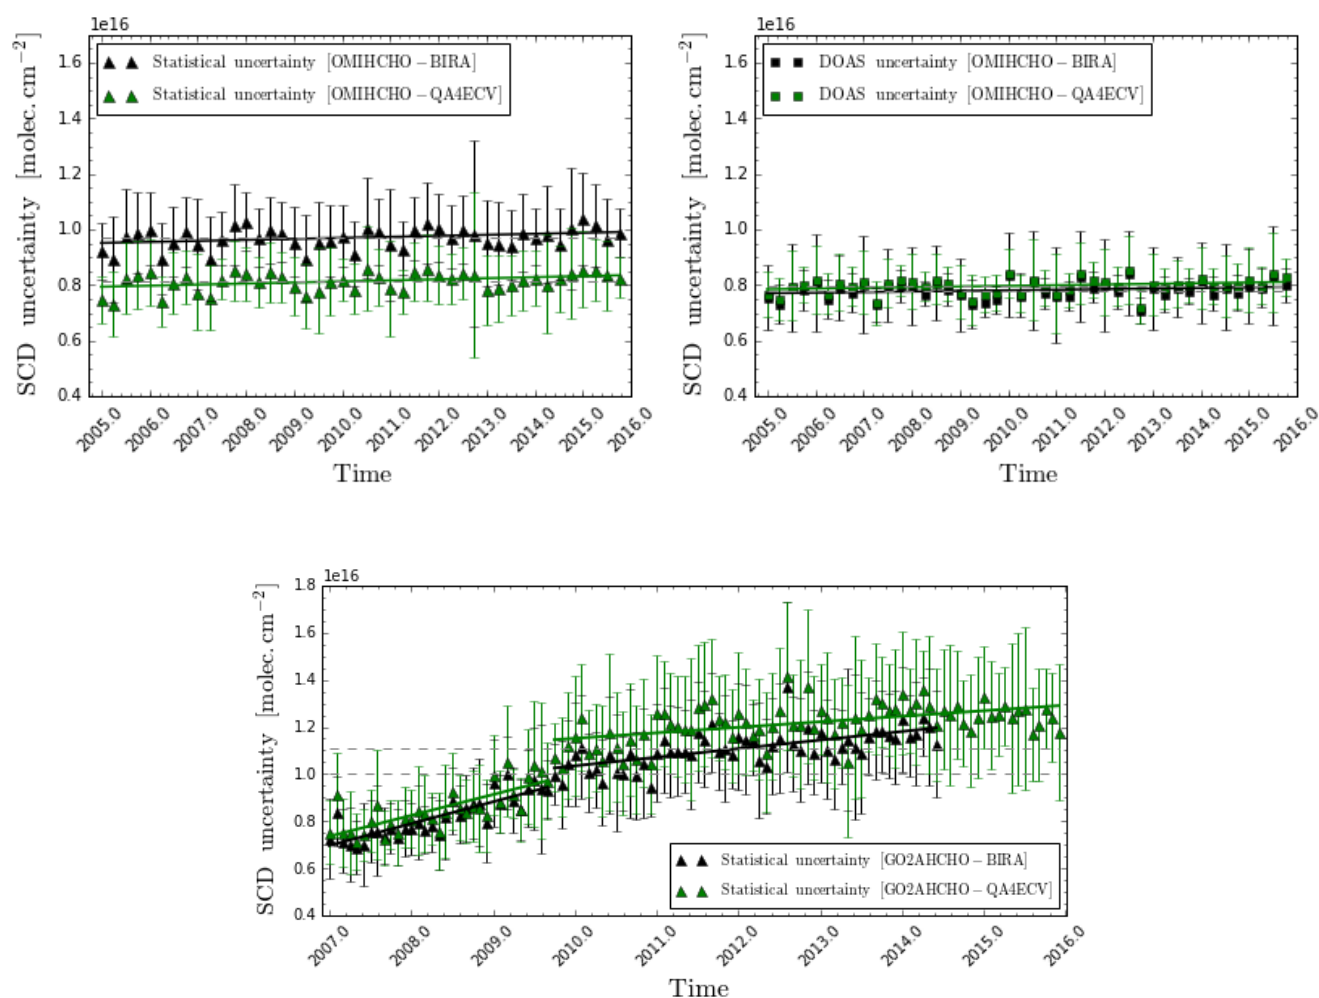 1e16
SCD uncertainty [molec. cm−2]
1.6
1.4
1.2
1.0
0.8
0.6
0.4
Statistical uncertainty [OMIHCHO − BIRA]
Statistical uncertainty [OMIHCHO − QA4ECV]
2005.0 2006.0 2007.0 2008.0 2009.0 2010.0 2011.0 2012.0 2013.0 2014.0 2015.0 2016.0
Time
1e16
SCD uncertainty [molec. cm−2]
1.6
1.4
1.2
1.0
0.8
0.6
0.4
DOAS uncertainty [OMIHCHO − BIRA]
DOAS uncertainty [OMIHCHO − QA4ECV]
2005.0 2006.0 2007.0 2008.0 2009.0 2010.0 2011.0 2012.0 2013.0 2014.0 2015.0 2016.0
Time
1e16
SCD uncertainty [molec. cm−2]
1.8
1.6
1.4
1.2
1.0
0.8
0.6
0.4
Statistical uncertainty [GO2AHCHO − BIRA]
Statistical uncertainty [GO2AHCHO − QA4ECV]
2007.0 2008.0 2009.0 2010.0 2011.0 2012.0 2013.0 2014.0 2015.0 2016.0
Time